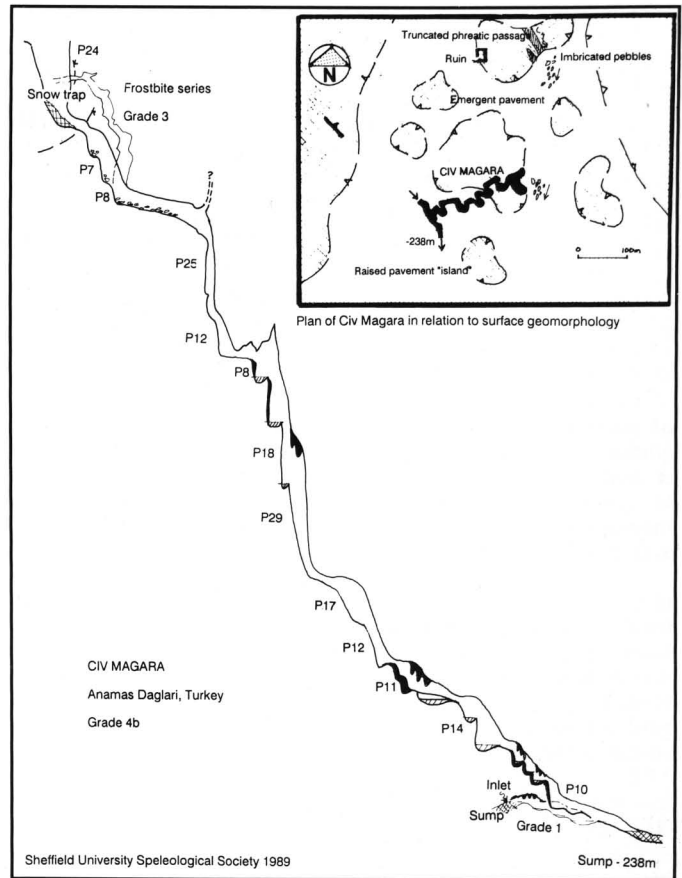 P24
Frostbite series
Snow trap
Grade 3
P7
P8
?
P25
P12
P8
P18
P29
P17
P12
P11
P14
P10
Inlet
Sump
Grade 1
Truncated phreatic passage
Ruin
Imbricated pebbles
N
Emergent pavement
CIV MAGARA
-238m
0 100m
Raised pavement "island"
Plan of Civ Magara in relation to surface geomorphology
CIV MAGARA
Anamas Daglari, Turkey
Grade 4b
Sheffield University Speleological Society 1989
Sump - 238m